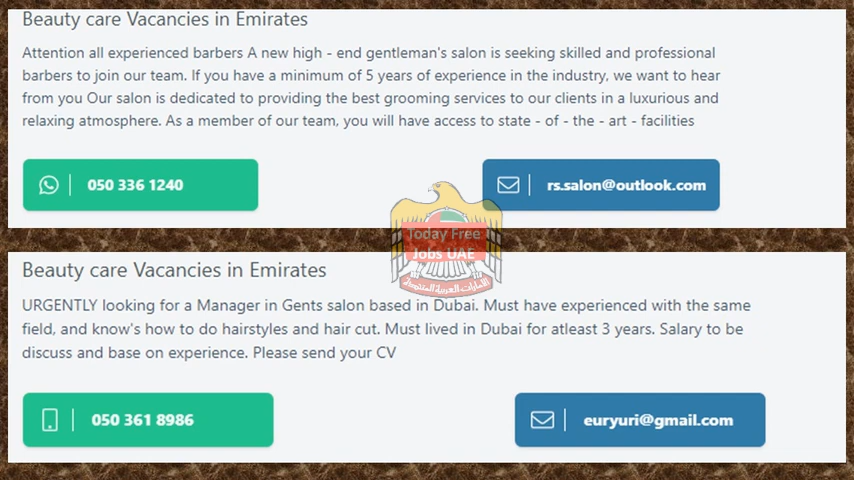 Beauty care Vacancies in Emirates
Attention all experienced barbers A new high - end gentleman's salon is seeking skilled and professional
barbers to join our team. If you have a minimum of 5 years of experience in the industry, we want to hear
from you Our salon is dedicated to providing the best grooming services to our clients in a luxurious and
relaxing atmosphere. As a member of our team, you will have access to state - of - the - art - facilities
050 336 1240
rs.salon@outlook.com
Today Free
Jobs UAE
الإمارات العربية المتحدة
Beauty care Vacancies in Emirates
URGENTLY looking for a Manager in Gents salon based in Dubai. Must have experienced with the same
field, and know's how to do hairstyles and hair cut. Must lived in Dubai for atleast 3 years. Salary to be
discuss and base on experience. Please send your CV
050 361 8986
euryuri@gmail.com